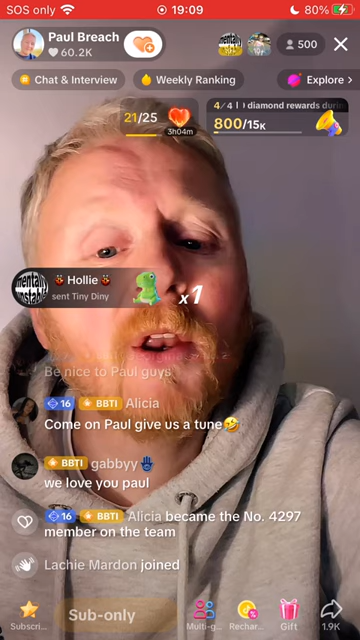 SOS only 19:09 80%
Paul Breach
60.2K
500
Chat & Interview
Weekly Ranking
Explore >
21/25
3h04m
4/4 diamond rewards durin
800/15K
mentally unstable
Hollie
sent Tiny Diny
x1
Be nice to Paul guys
16 BBTI Alicia
Come on Paul give us a tune🤣
BBTI gabbyy
we love you paul
16 BBTI Alicia became the No. 4297
member on the team
Lachie Mardon joined
Sub-only
Subscri... Multi-g... Rechar... Gift 1.9K